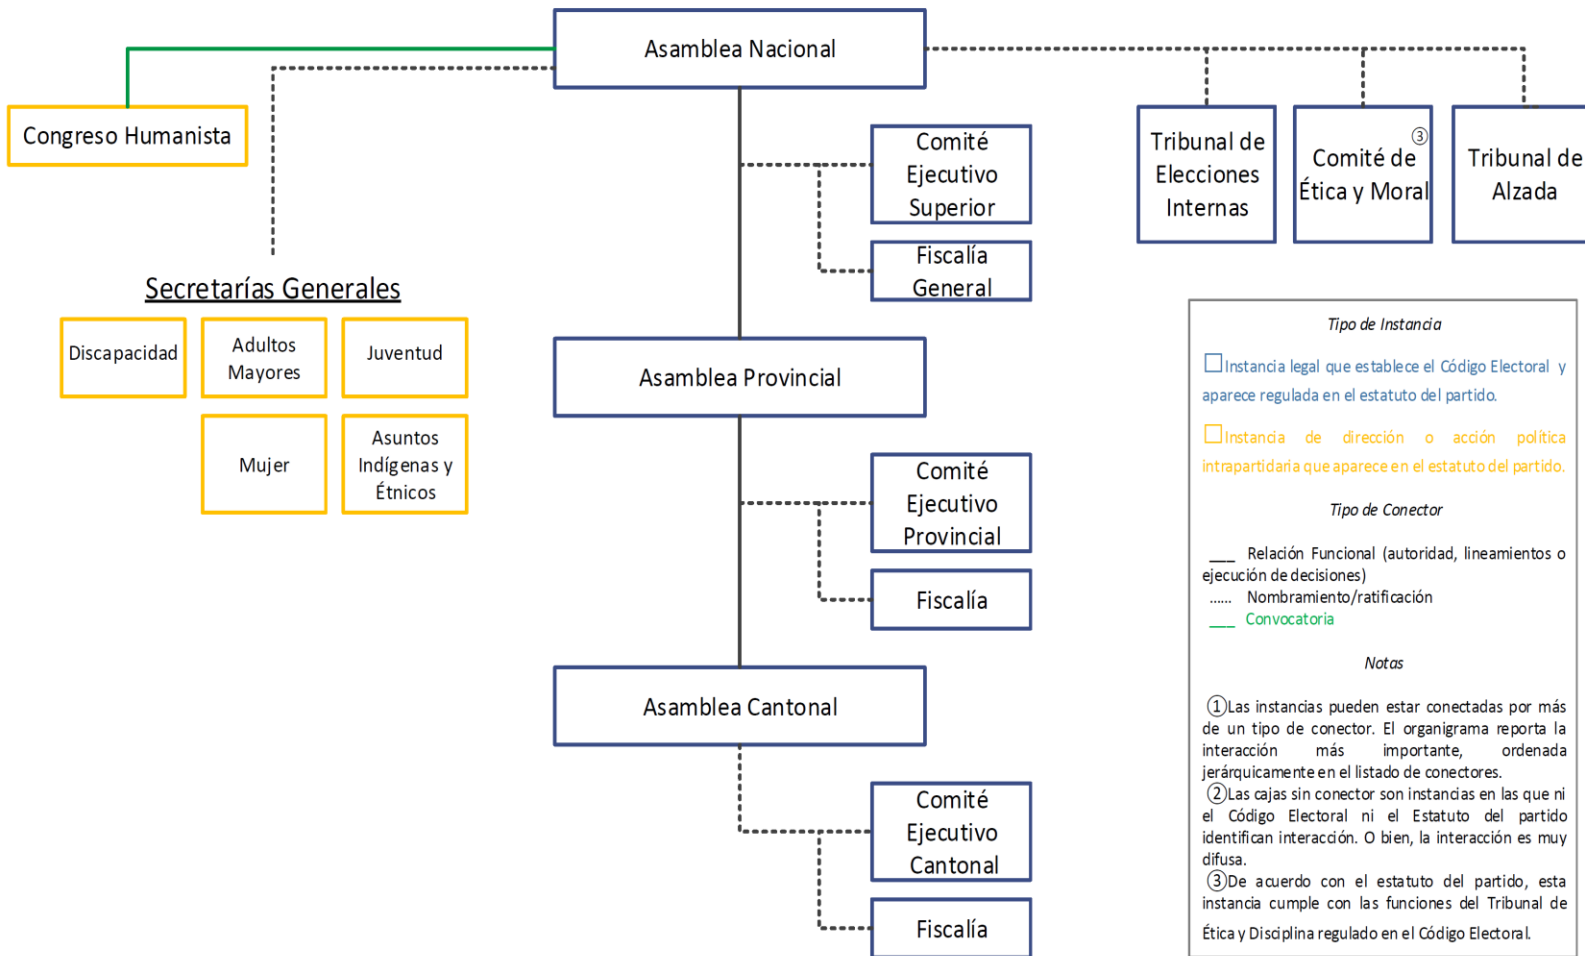 Asamblea Nacional
Congreso Humanista
Comité
Ejecutivo
Superior
Fiscalía
General
Tribunal de
Elecciones
Internas
③
Comité de
Ética y Moral
Tribunal de
Alzada
Secretarías Generales
Discapacidad
Adultos
Mayores
Juventud
Mujer
Asuntos
Indígenas y
Étnicos
Asamblea Provincial
Comité
Ejecutivo
Provincial
Fiscalía
Asamblea Cantonal
Comité
Ejecutivo
Cantonal
Fiscalía
Tipo de Instancia
Instancia legal que establece el Código Electoral y
aparece regulada en el estatuto del partido.
Instancia de dirección o acción política
intrapartidaria que aparece en el estatuto del partido.
Tipo de Conector
___ Relación Funcional (autoridad, lineamientos o
ejecución de decisiones)
...... Nombramiento/ratificación
___ Convocatoria
Notas
①Las instancias pueden estar conectadas por más
de un tipo de conector. El organigrama reporta la
interacción más importante, ordenada
jerárquicamente en el listado de conectores.
②Las cajas sin conector son instancias en las que ni
el Código Electoral ni el Estatuto del partido
identifican interacción. O bien, la interacción es muy
difusa.
③De acuerdo con el estatuto del partido, esta
instancia cumple con las funciones del Tribunal de
Ética y Disciplina regulado en el Código Electoral.